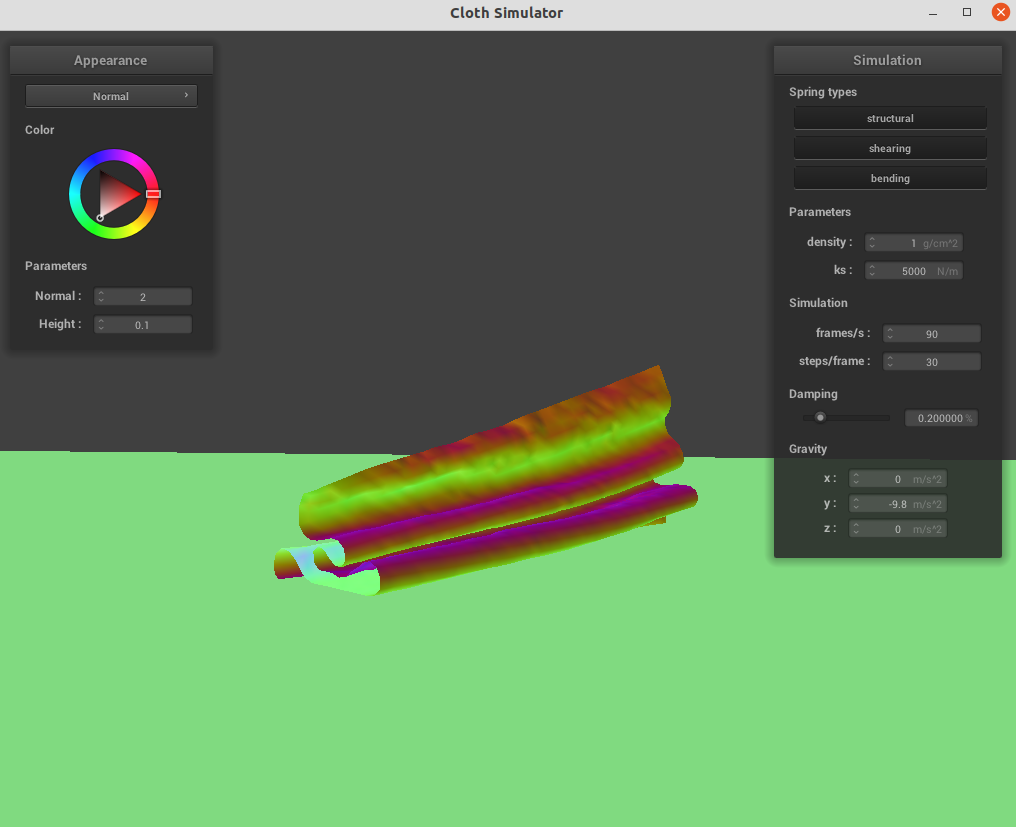 Cloth Simulator
Appearance
Normal
Color
Parameters
Normal : 2
Height : 0.1
Simulation
Spring types
structural
shearing
bending
Parameters
density : 1 g/cm^2
ks : 5000 N/m
Simulation
frames/s : 90
steps/frame : 30
Damping
0.200000 %
Gravity
x : 0 m/s^2
y : -9.8 m/s^2
z : 0 m/s^2